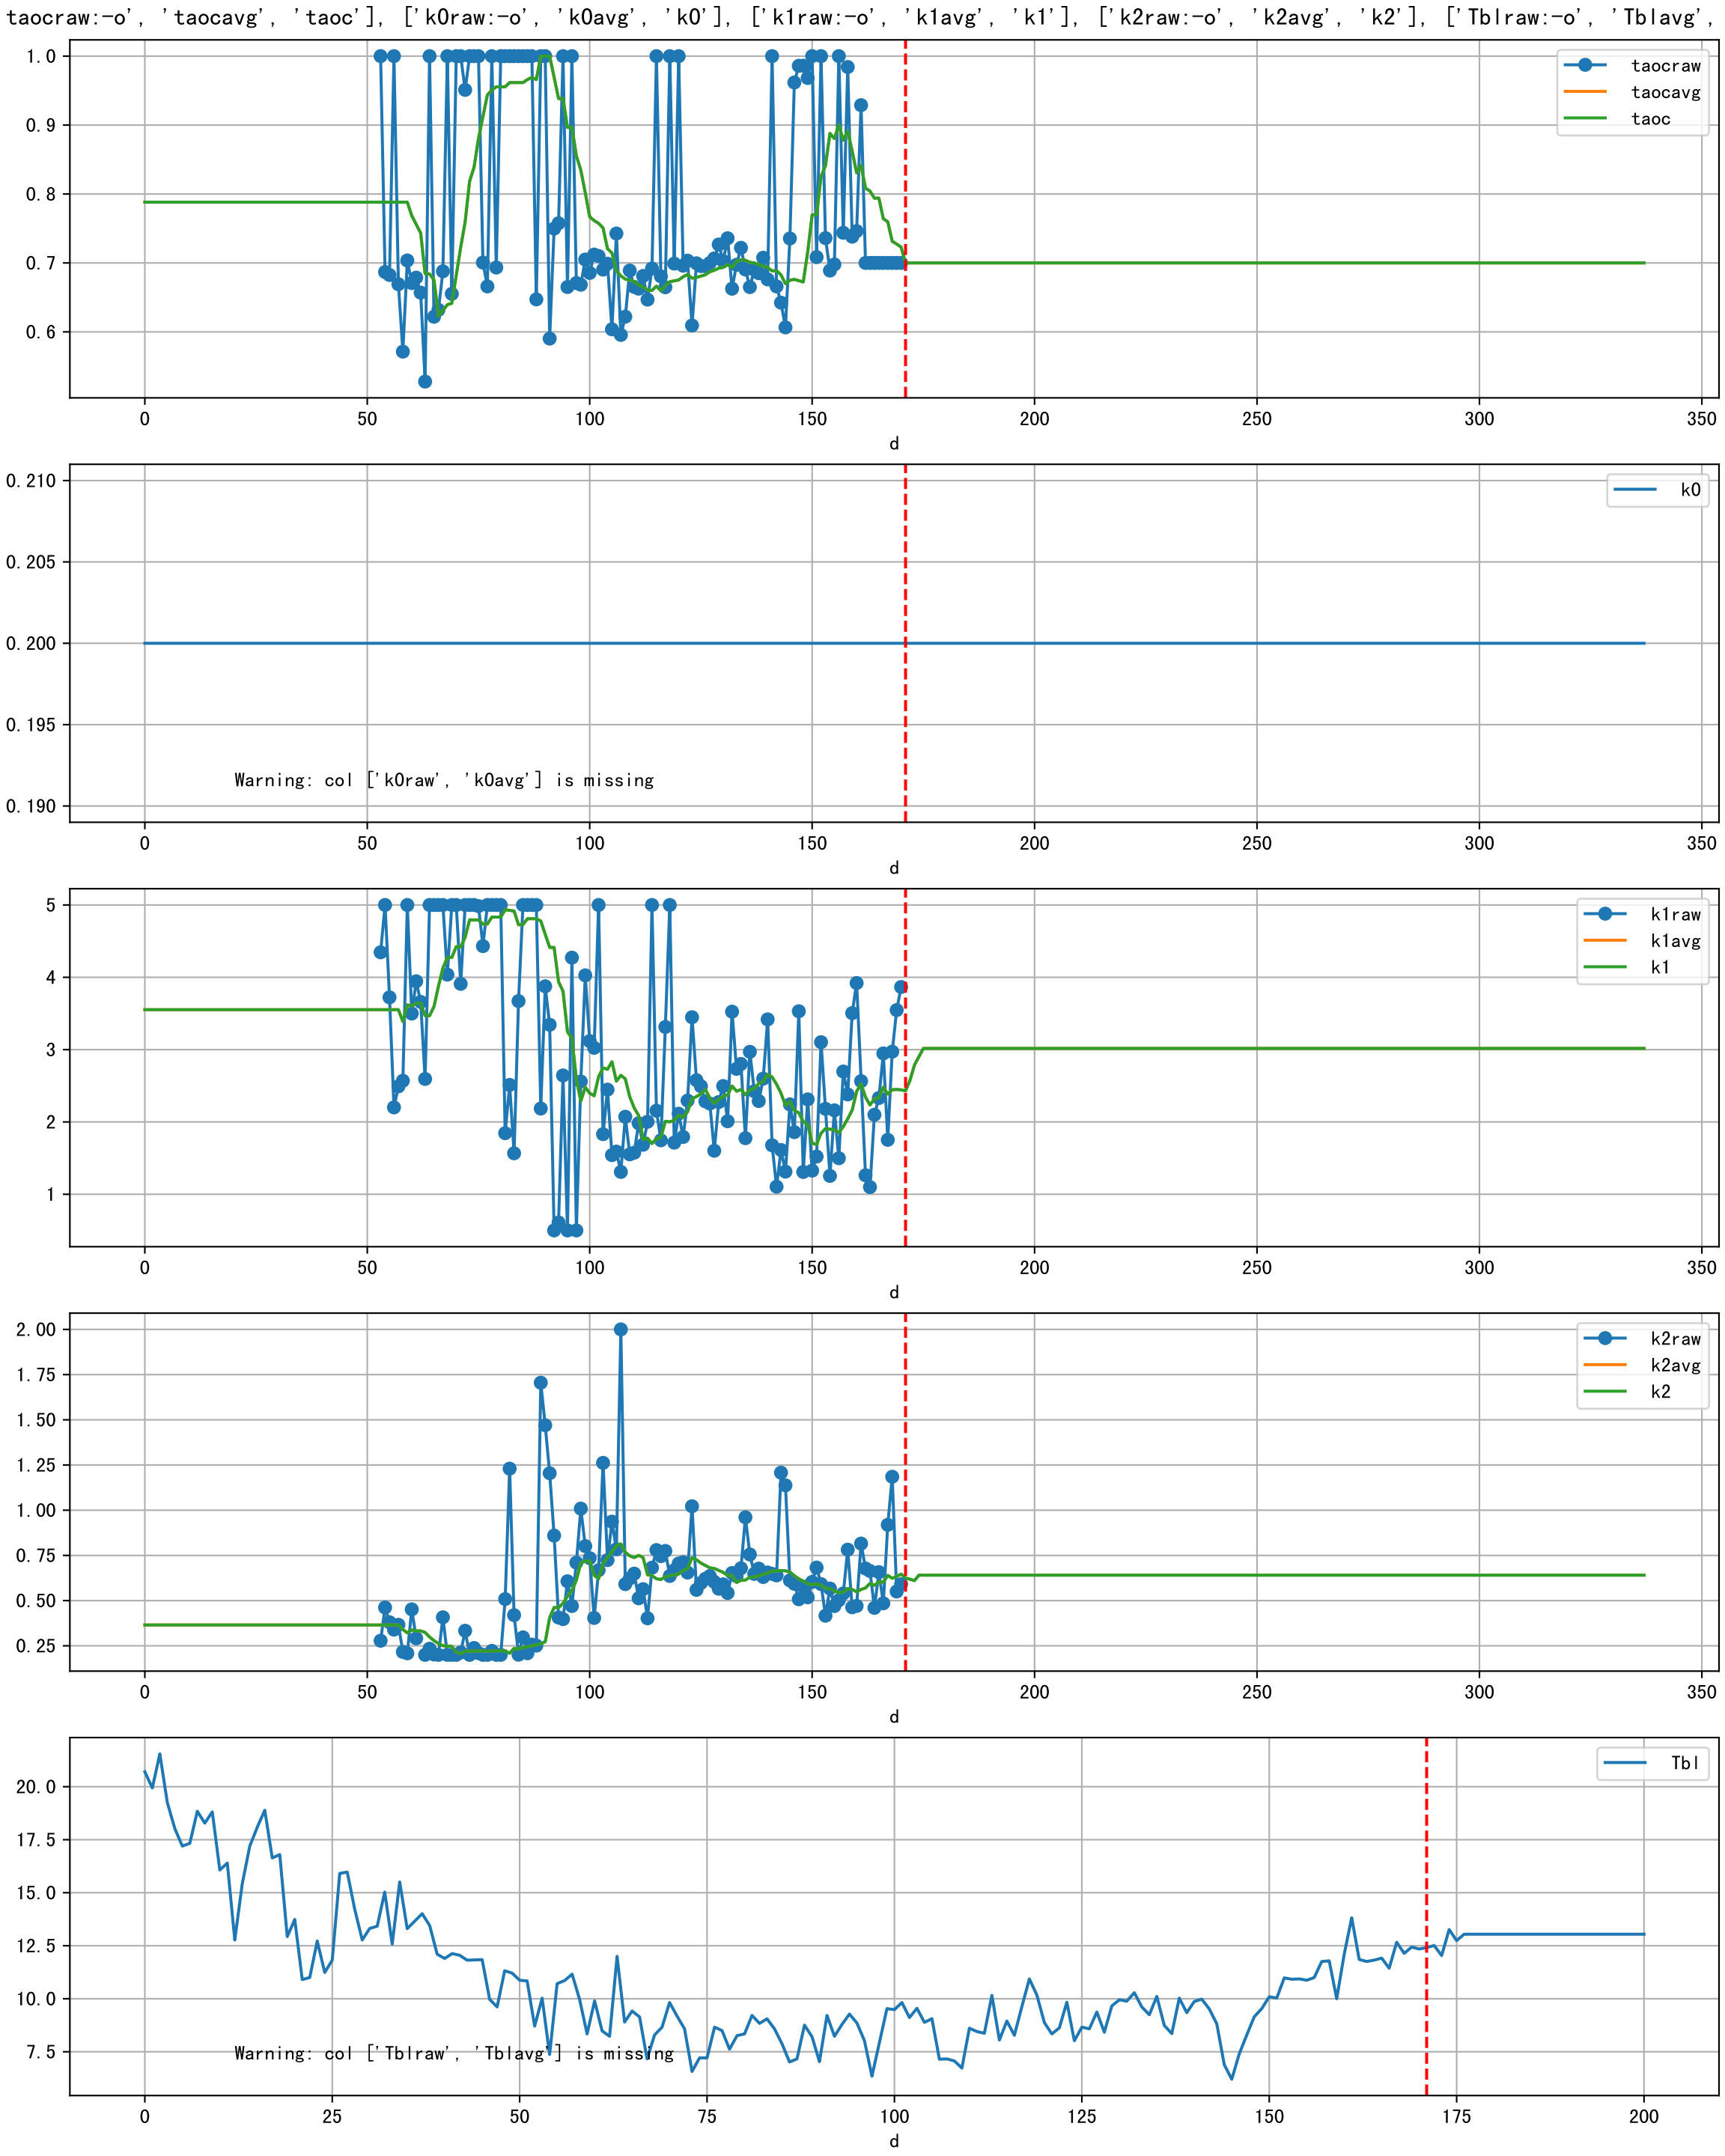 taocraw:-o', 'taocavg', 'taoc'], ['k0raw:-o', 'k0avg', 'k0'], ['k1raw:-o', 'k1avg', 'k1'], ['k2raw:-o', 'k2avg', 'k2'], ['Tblraw:-o', 'Tblavg',
1.0
0.9
0.8
0.7
0.6
taocraw
taocavg
taoc
0 50 100 150 200 250 300 350
d
0.210
0.205
0.200
0.195
0.190
k0
Warning: col ['k0raw', 'k0avg'] is missing
0 50 100 150 200 250 300 350
d
5
4
3
2
1
k1raw
k1avg
k1
0 50 100 150 200 250 300 350
d
2.00
1.75
1.50
1.25
1.00
0.75
0.50
0.25
k2raw
k2avg
k2
0 50 100 150 200 250 300 350
d
20.0
17.5
15.0
12.5
10.0
7.5
Tbl
Warning: col ['Tblraw', 'Tblavg'] is missing
0 25 50 75 100 125 150 175 200
d